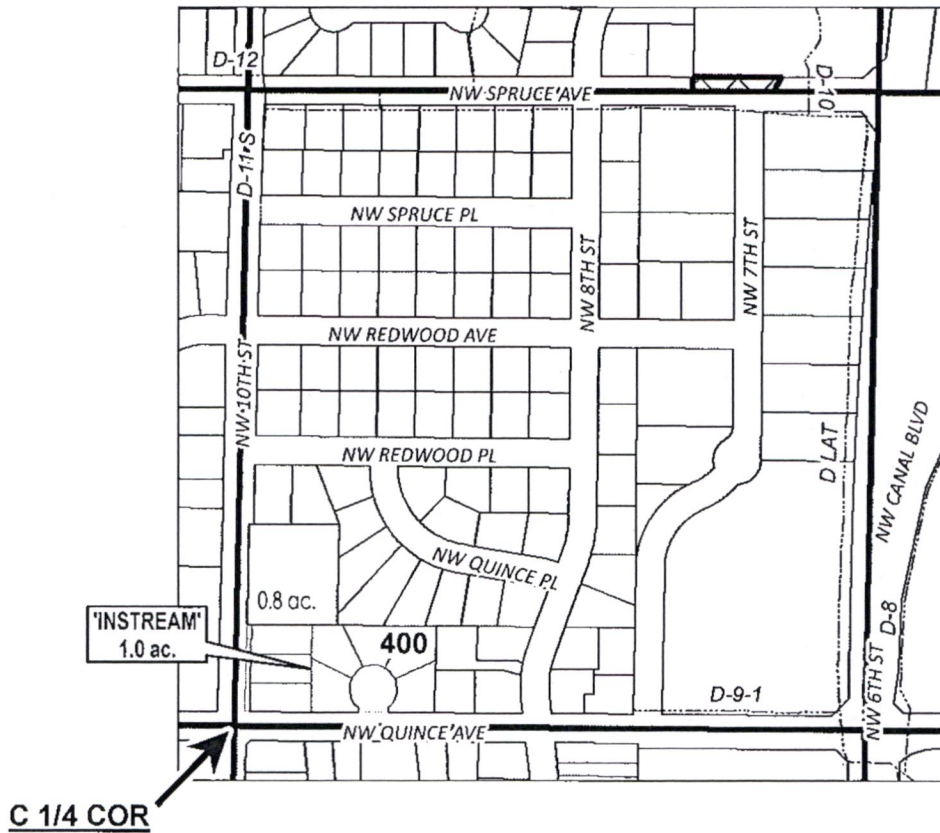 D-12
NW SPRUCE AVE
D-10
D-11-S
NW SPRUCE PL
NW 8TH ST
NW 7TH ST
NW REDWOOD AVE
NW 10TH ST
NW REDWOOD PL
D LAT
NW CANAL BLVD
NW QUINCE PL
0.8 ac.
'INSTREAM'
1.0 ac.
400
D-8
D-9-1
NW 6TH ST
NW QUINCE AVE
C 1/4 COR